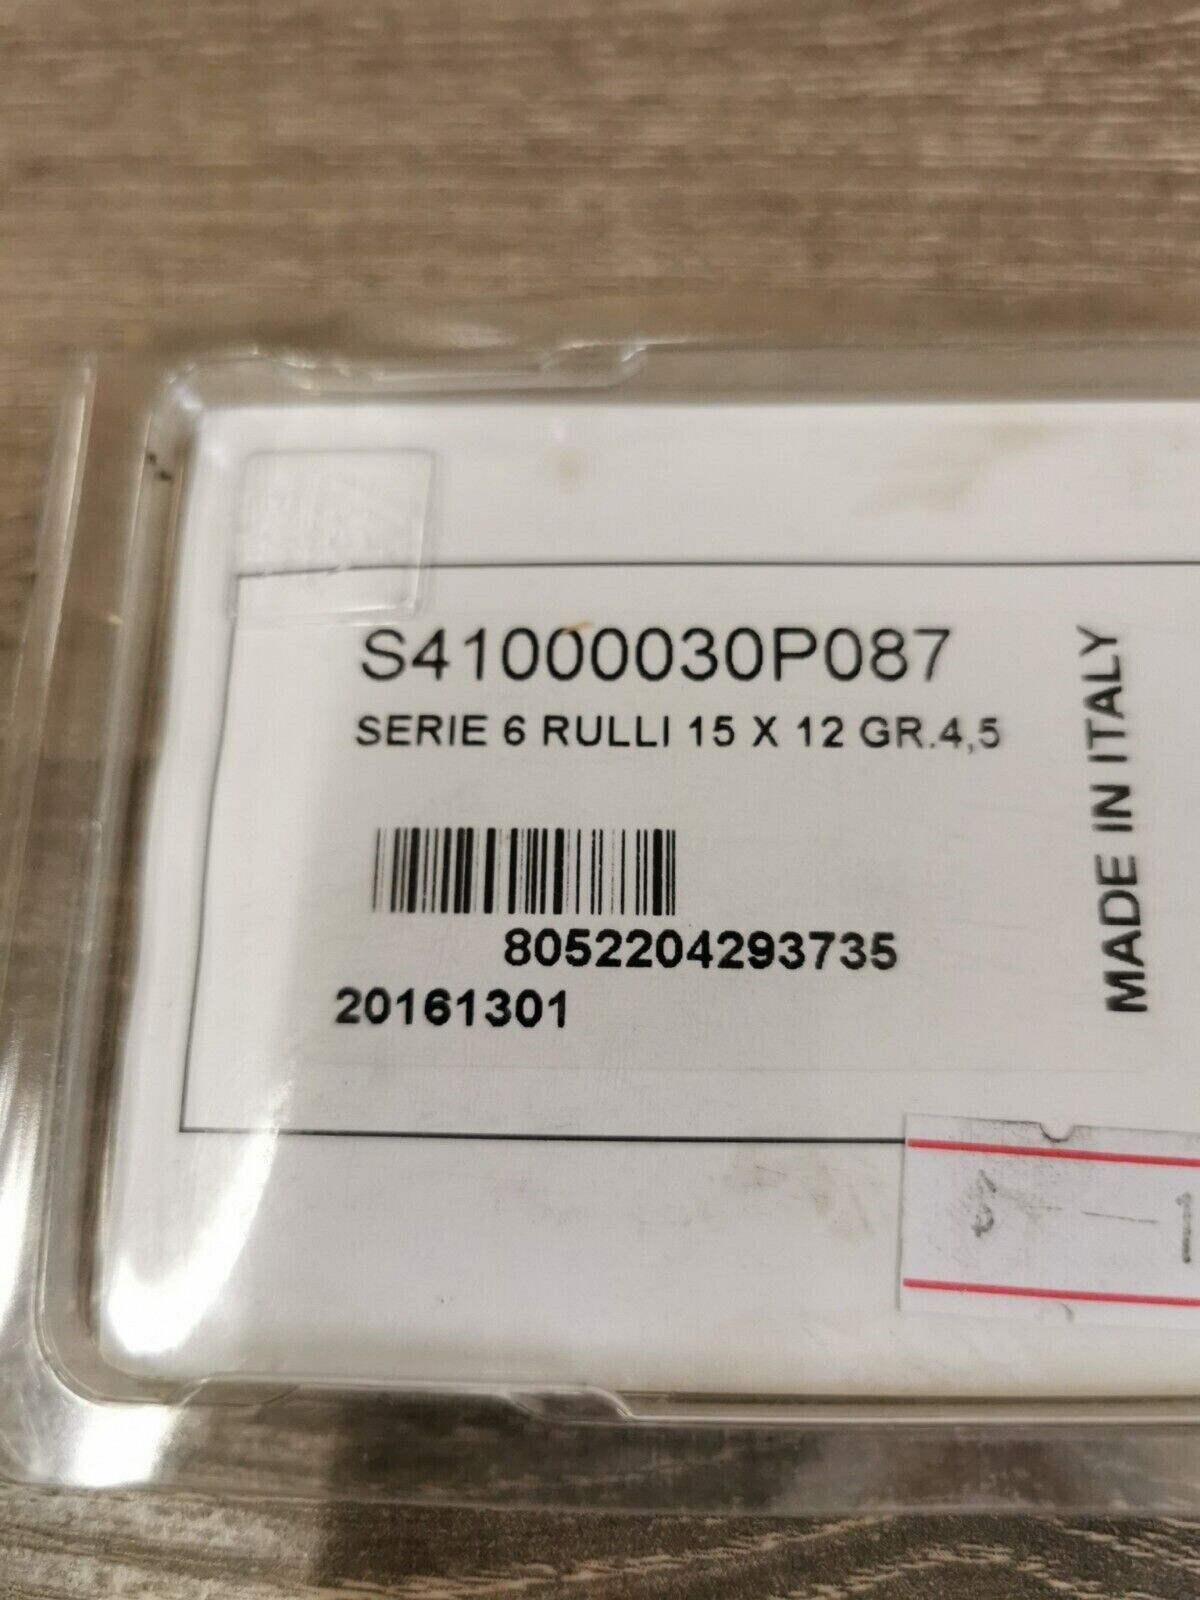 S41000030P087
SERIE 6 RULLI 15 X 12 GR.4,5
8052204293735
20161301
MADE IN ITALY